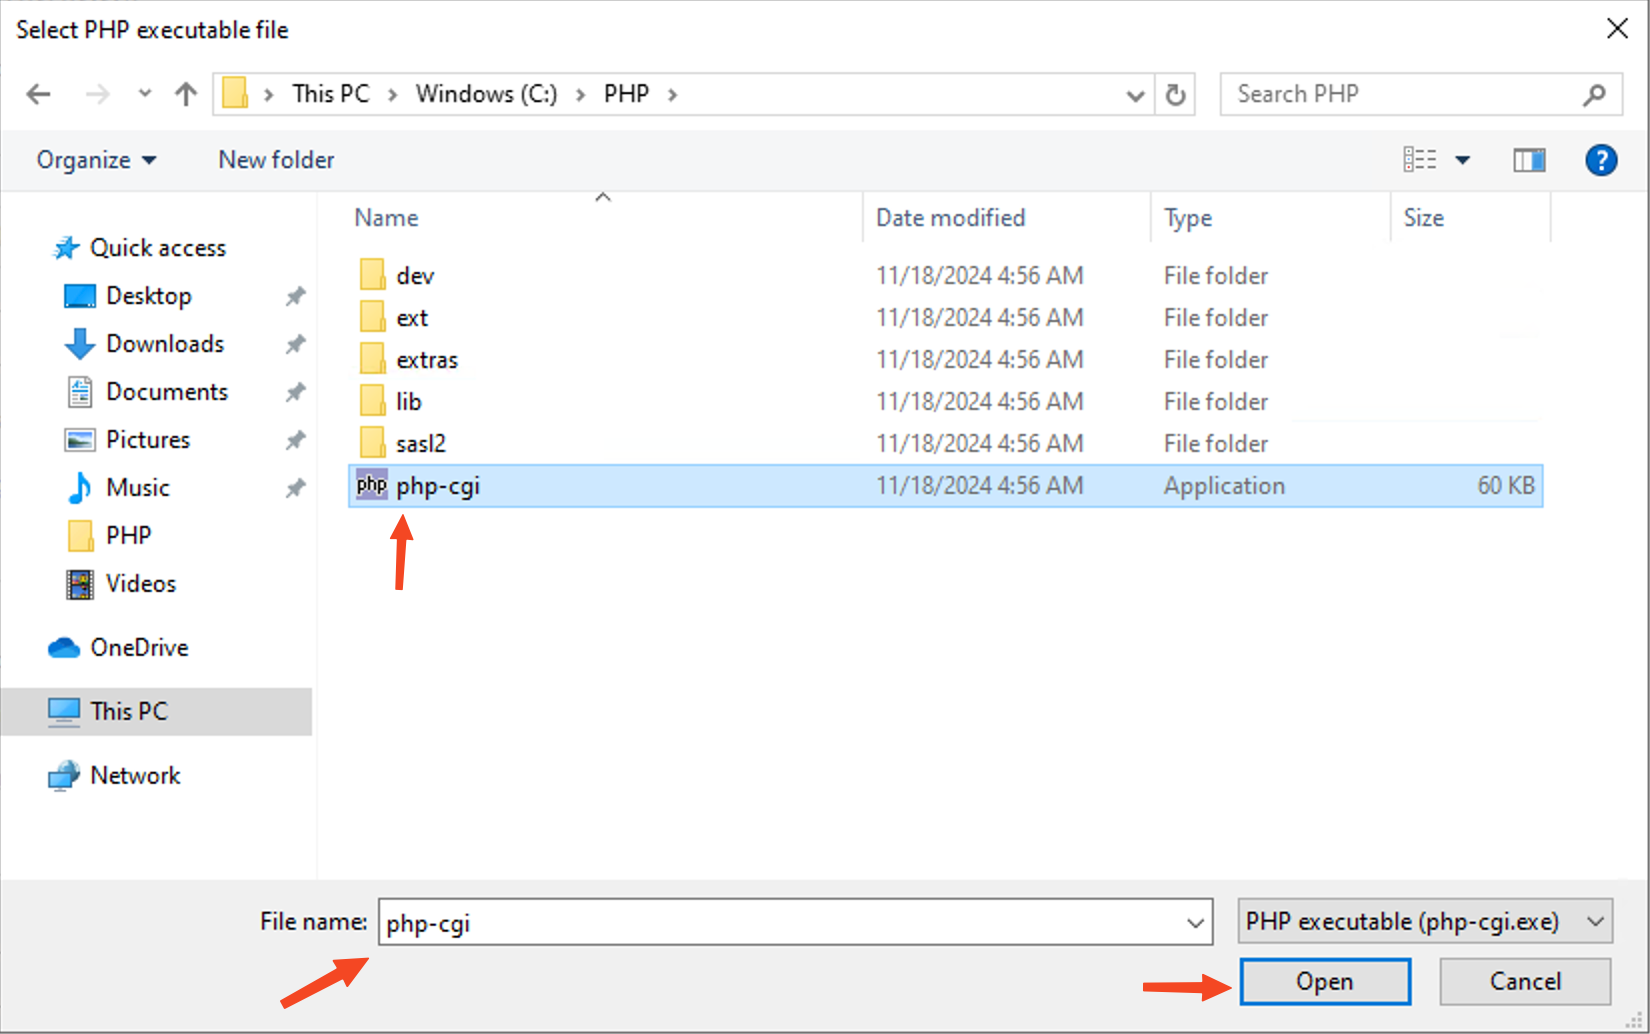 Select PHP executable file
This PC Windows (C:) PHP
Search PHP
Organize New folder
Name Date modified Type Size
Quick access
Desktop
Downloads
Documents
Pictures
Music
PHP
Videos
OneDrive
This PC
Network
dev 11/18/2024 4:56 AM File folder
ext 11/18/2024 4:56 AM File folder
extras 11/18/2024 4:56 AM File folder
lib 11/18/2024 4:56 AM File folder
sasl2 11/18/2024 4:56 AM File folder
php php-cgi 11/18/2024 4:56 AM Application 60 KB
File name: php-cgi PHP executable (php-cgi.exe)
Open Cancel